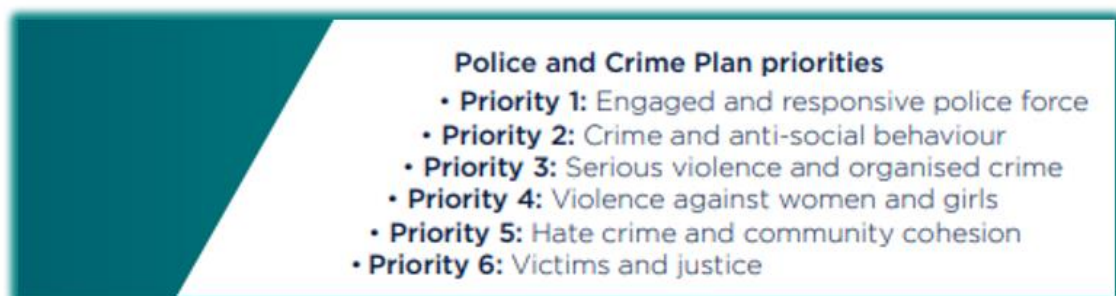 Police and Crime Plan priorities
• Priority 1: Engaged and responsive police force
• Priority 2: Crime and anti-social behaviour
• Priority 3: Serious violence and organised crime
• Priority 4: Violence against women and girls
• Priority 5: Hate crime and community cohesion
• Priority 6: Victims and justice